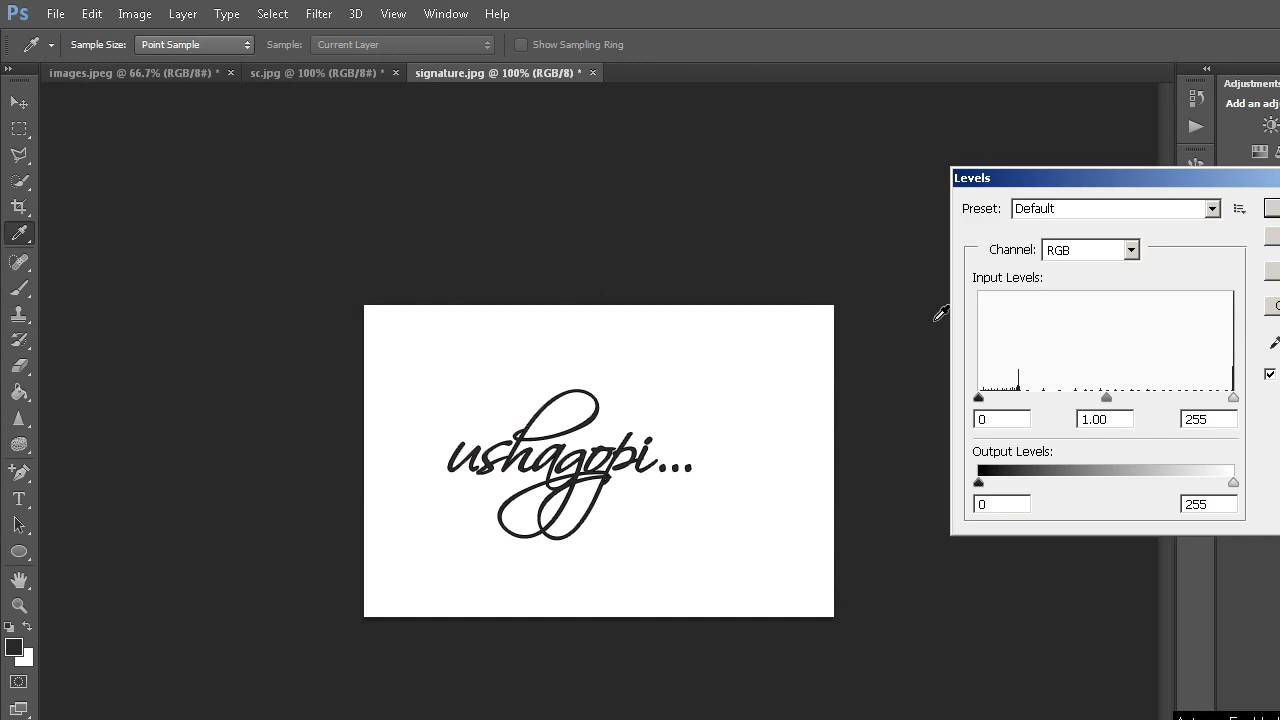 Ps File Edit Image Layer Type Select Filter 3D View Window Help
Sample Size: Point Sample Sample: Current Layer Show Sampling Ring
images.jpeg @ 66.7% (RGB/8#) * sc.jpg @ 100% (RGB/8#) * signature.jpg @ 100% (RGB/8) *
Adjustments
Add an adj
Levels
Preset: Default
Channel: RGB
Input Levels:
0 1.00 255
Output Levels:
0 255
ushagopi...
T